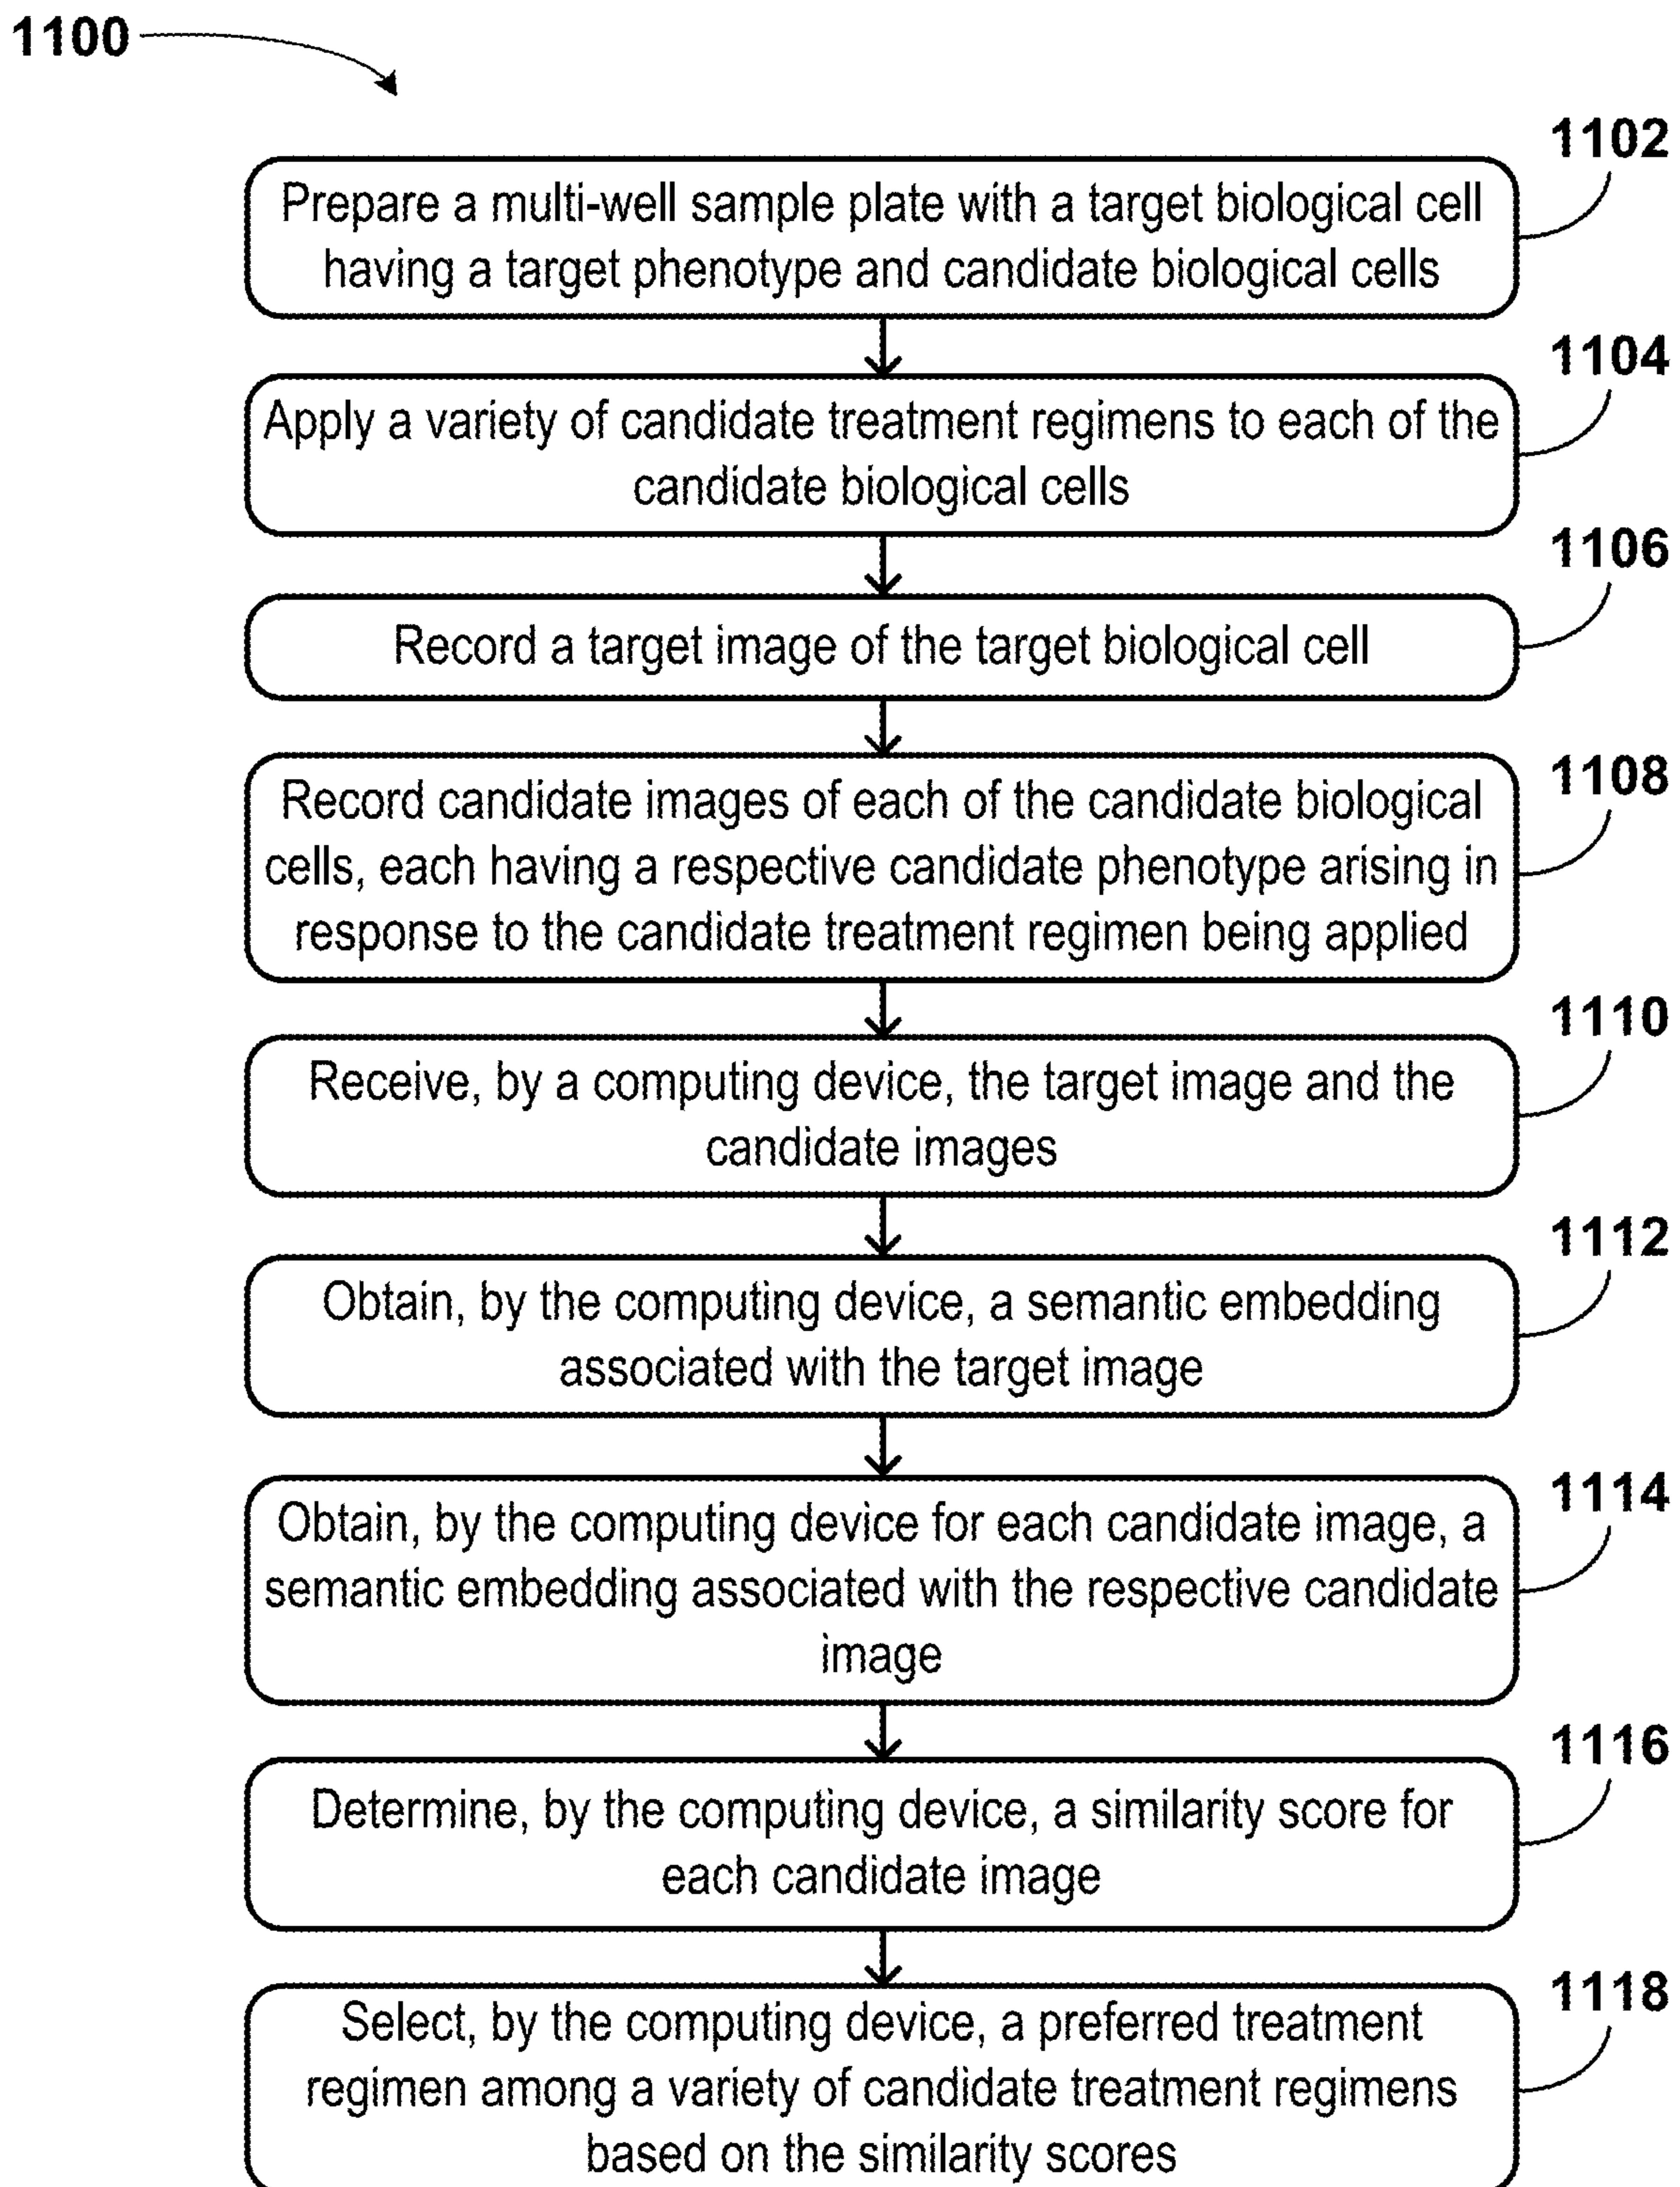 1100
1102
Prepare a multi-well sample plate with a target biological cell
having a target phenotype and candidate biological cells
1104
Apply a variety of candidate treatment regimens to each of the
candidate biological cells
1106
Record a target image of the target biological cell
1108
Record candidate images of each of the candidate biological
cells, each having a respective candidate phenotype arising in
response to the candidate treatment regimen being applied
1110
Receive, by a computing device, the target image and the
candidate images
1112
Obtain, by the computing device, a semantic embedding
associated with the target image
1114
Obtain, by the computing device for each candidate image, a
semantic embedding associated with the respective candidate
image
1116
Determine, by the computing device, a similarity score for
each candidate image
1118
Select, by the computing device, a preferred treatment
regimen among a variety of candidate treatment regimens
based on the similarity scores